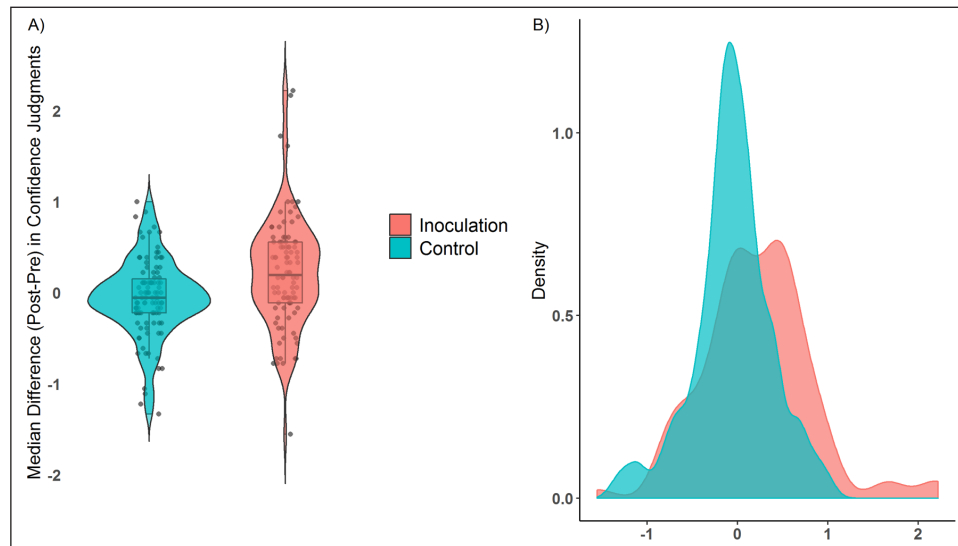 A)
Median Difference (Post-Pre) in Confidence Judgments
2
1
0
-1
-2
Inoculation
Control
B)
Density
1.0
0.5
0.0
-1 0 1 2